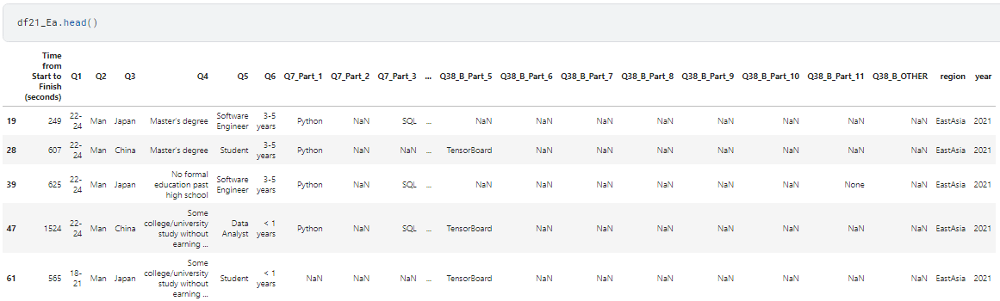 df21_Ea.head()
Time from Start to Finish (seconds) Q1 Q2 Q3 Q4 Q5 Q6 Q7_Part_1 Q7_Part_2 Q7_Part_3 ... Q38_B_Part_5 Q38_B_Part_6 Q38_B_Part_7 Q38_B_Part_8 Q38_B_Part_9 Q38_B_Part_10 Q38_B_Part_11 Q38_B_OTHER region year
19 249 22-24 Man Japan Master's degree Software Engineer 3-5 years Python NaN SQL ... NaN NaN NaN NaN NaN NaN NaN NaN EastAsia 2021
28 607 22-24 Man China Master's degree Student 3-5 years Python NaN NaN ... TensorBoard NaN NaN NaN NaN NaN NaN NaN EastAsia 2021
39 625 22-24 Man Japan No formal education past high school Software Engineer 3-5 years Python NaN SQL ... NaN NaN NaN NaN NaN NaN None NaN EastAsia 2021
47 1524 22-24 Man China Some college/university study without earning ... Data Analyst < 1 years Python NaN SQL ... TensorBoard NaN NaN NaN NaN NaN NaN NaN EastAsia 2021
61 565 18-21 Man Japan Some college/university study without earning ... Student < 1 years NaN NaN NaN ... TensorBoard NaN NaN NaN NaN NaN NaN NaN EastAsia 2021